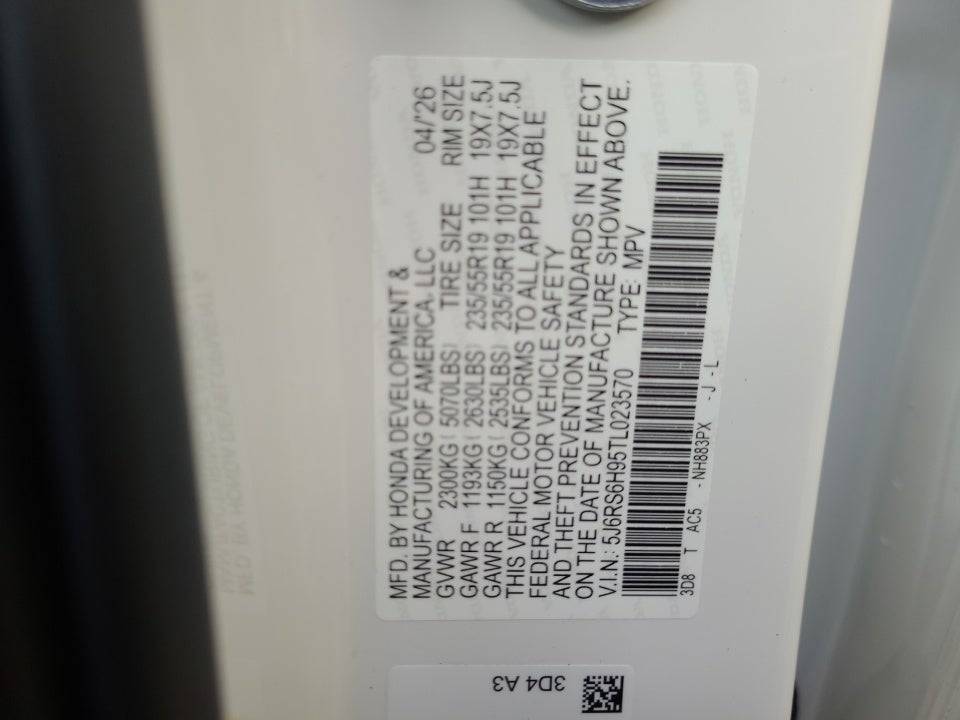 MFD. BY HONDA DEVELOPMENT &
MANUFACTURING OF AMERICA, LLC 04/'26
GVWR 2300KG ( 5070LBS) TIRE SIZE RIM SIZE
GAWR F 1193KG ( 2630LBS) 235/55R19 101H 19X7.5J
GAWR R 1150KG ( 2535LBS) 235/55R19 101H 19X7.5J
THIS VEHICLE CONFORMS TO ALL APPLICABLE
FEDERAL MOTOR VEHICLE SAFETY
AND THEFT PREVENTION STANDARDS IN EFFECT
ON THE DATE OF MANUFACTURE SHOWN ABOVE.
V.I.N.: 5J6RS6H95TL023570 TYPE: MPV
3D8 T AC5 -NH883PX -J-L
3D4 A3